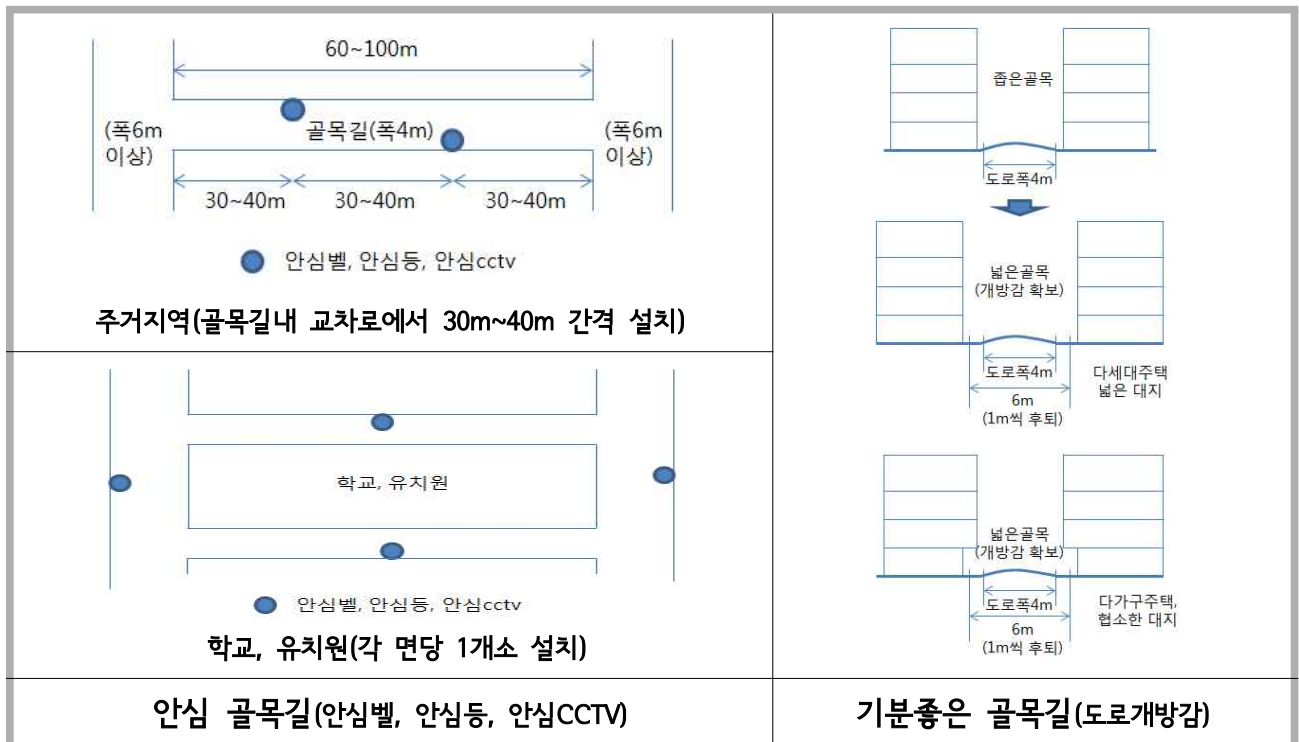 60~100m
(폭6m
이상)
골목길(폭4m)
(폭6m
이상)
30~40m
30~40m
30~40m
안심벨, 안심등, 안심cctv
주거지역(골목길내 교차로에서 30m~40m 간격 설치)
학교, 유치원
안심벨, 안심등, 안심cctv
학교, 유치원(각 면당 1개소 설치)
안심 골목길(안심벨, 안심등, 안심CCTV)
좁은골목
도로폭4m
넓은골목
(개방감 확보)
도로폭4m
6m
(1m씩 후퇴)
다세대주택
넓은 대지
넓은골목
(개방감 확보)
도로폭4m
6m
(1m씩 후퇴)
다가구주택,
협소한 대지
기분좋은 골목길(도로개방감)